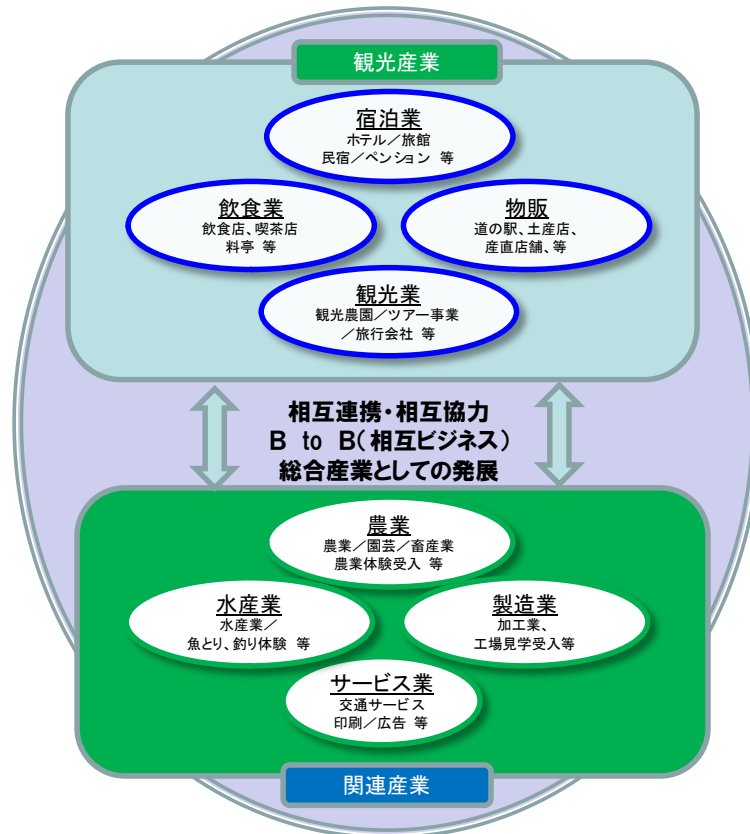 観光産業
宿泊業
ホテル／旅館
民宿／ペンション 等
飲食業
飲食店、喫茶店
料亭 等
物販
道の駅、土産店、
産直店舗、等
観光業
観光農園／ツアー事業
／旅行会社 等
相互連携・相互協力
B to B（相互ビジネス）
総合産業としての発展
農業
農業／園芸／畜産業
農業体験受入 等
水産業
水産業／
魚とり、釣り体験 等
製造業
加工業、
工場見学受入等
サービス業
交通サービス
印刷／広告 等
関連産業